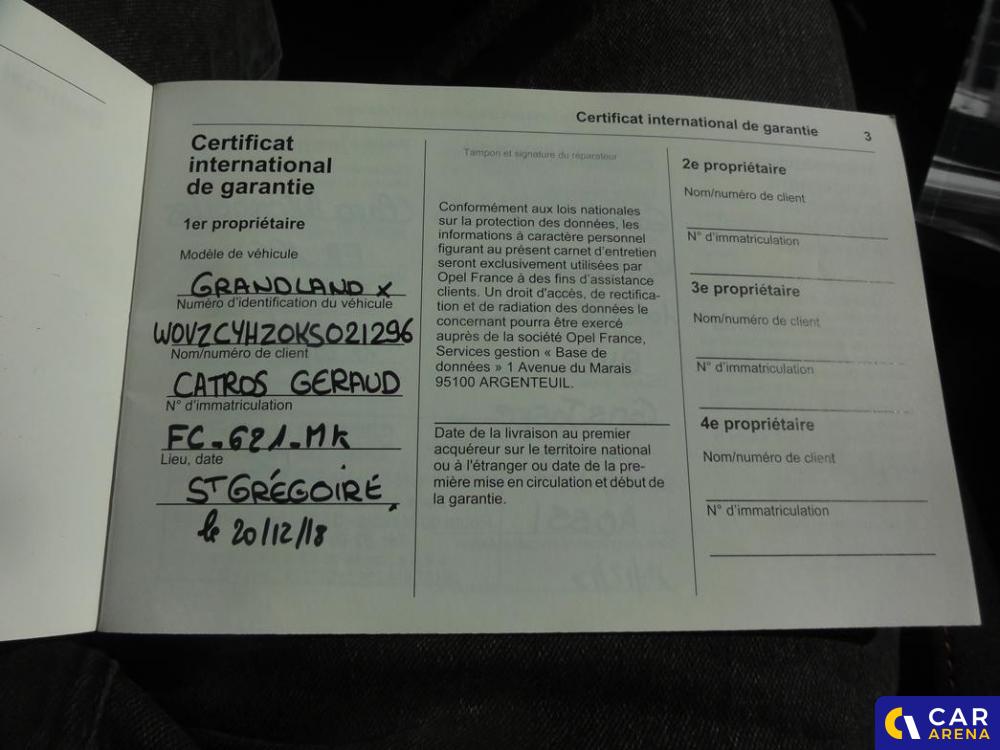 Certificat international de garantie
3
Certificat
international
de garantie
1er propriétaire
Modèle de véhicule
GRANDLAND X
Numéro d'identification du véhicule
W0VZCYHZ0KS021296
Nom/numéro de client
CATROS GERAUD
N° d'immatriculation
FC-621-MK
Lieu, date
ST GRÉGOIRE,
le 20/12/18
Tampon et signature du réparateur
Conformément aux lois nationales
sur la protection des données, les
informations à caractère personnel
figurant au présent carnet d'entretien
seront exclusivement utilisées par
Opel France à des fins d'assistance
clients. Un droit d'accès, de rectifica-
tion et de radiation des données le
concernant pourra être exercé
auprès de la société Opel France,
Services gestion « Base de
données » 1 Avenue du Marais
95100 ARGENTEUIL.
Date de la livraison au premier
acquéreur sur le territoire national
ou à l'étranger ou date de la pre-
mière mise en circulation et début de
la garantie.
2e propriétaire
Nom/numéro de client
N° d'immatriculation
3e propriétaire
Nom/numéro de client
N° d'immatriculation
4e propriétaire
Nom/numéro de client
N° d'immatriculation
CAR
ARENA